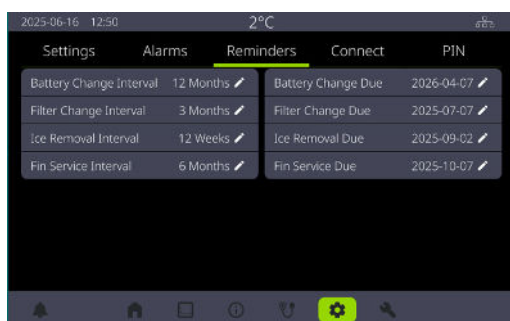 2025-06-16 12:50 2°C
Settings Alarms Reminders Connect PIN
Battery Change Interval 12 Months Battery Change Due 2026-04-07
Filter Change Interval 3 Months Filter Change Due 2025-07-07
Ice Removal Interval 12 Weeks Ice Removal Due 2025-09-02
Fin Service Interval 6 Months Fin Service Due 2025-10-07